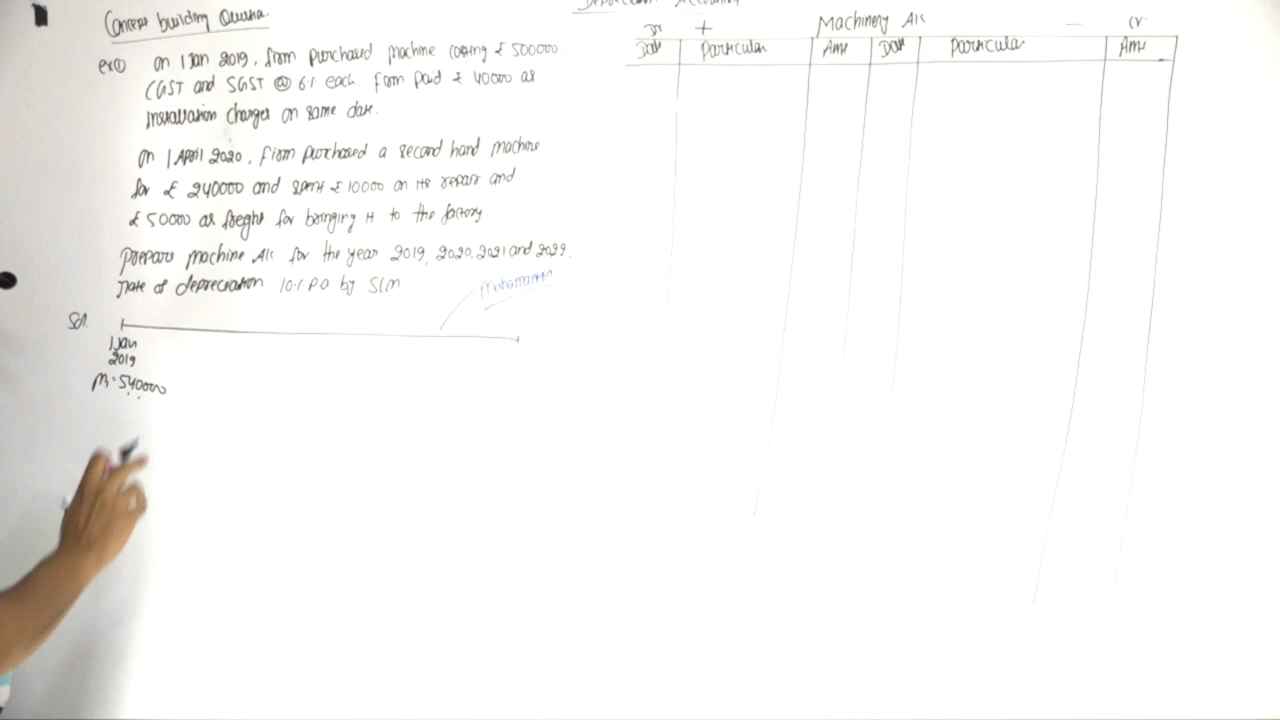 Concept building Question.
ex① on 1 Jan 2019, firm purchased machine costing ₹ 500000
CGST and SGST @ 6% each. firm paid ₹ 40000 as
Installation charges on same date.
on 1 April 2020, firm purchased a second hand machine
for ₹ 240000 and spent ₹ 10000 on its repair and
₹ 50000 as freght for bringing it to the factory
prepare machine A/c for the year 2019, 2020, 2021 and 2022.
rate of depreciation 10% p.a by SLM
Sol.
1 Jan
2019
M1: 540000
Accounting
Dr + Machinery A/c — Cr
Date Particular Amt Date Particular Amt